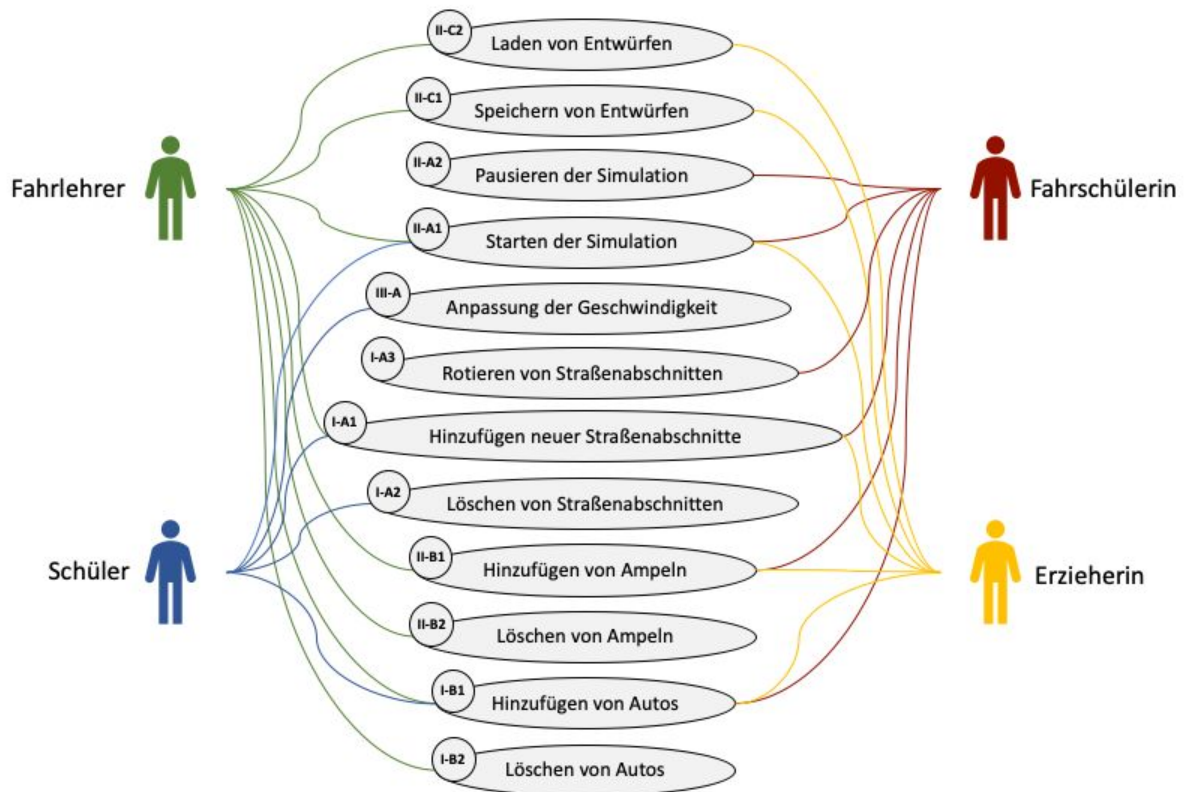 II-C2
Laden von Entwürfen
II-C1
Speichern von Entwürfen
II-A2
Pausieren der Simulation
Fahrlehrer
Fahrschülerin
II-A1
Starten der Simulation
III-A
Anpassung der Geschwindigkeit
I-A3
Rotieren von Straßenabschnitten
I-A1
Hinzufügen neuer Straßenabschnitte
I-A2
Löschen von Straßenabschnitten
II-B1
Hinzufügen von Ampeln
Schüler
Erzieherin
II-B2
Löschen von Ampeln
I-B1
Hinzufügen von Autos
I-B2
Löschen von Autos